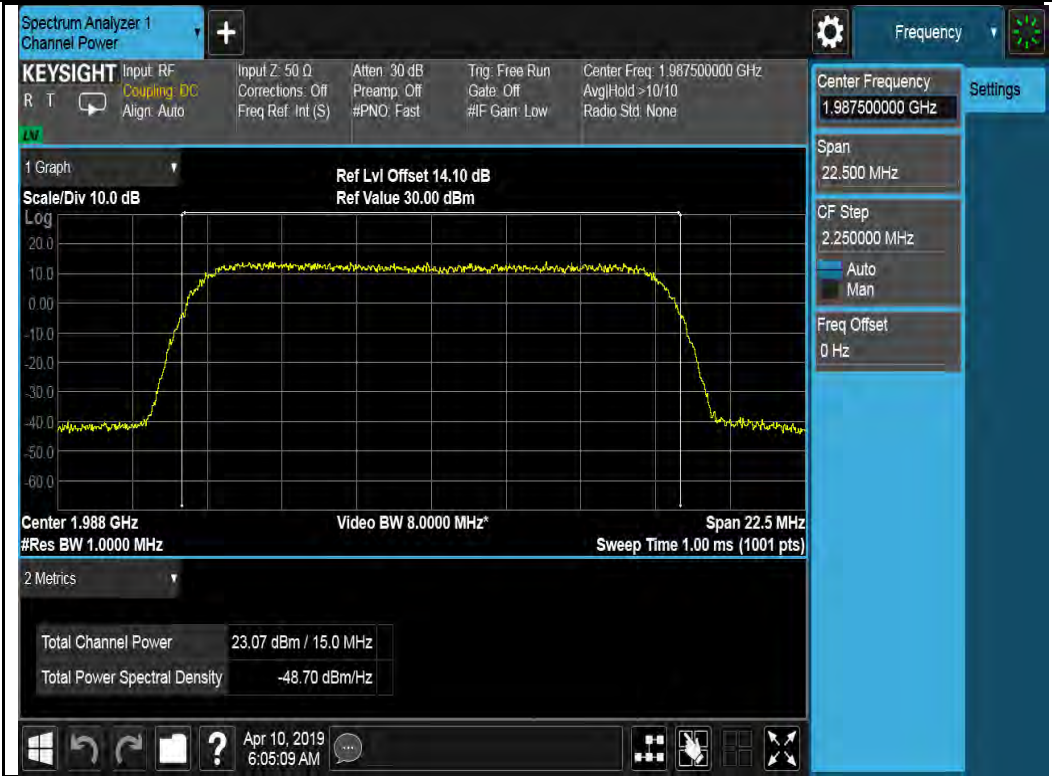 Spectrum Analyzer 1
Channel Power
+
Frequency
KEYSIGHT
R T
LNI
Input: RF
Coupling: DC
Align: Auto
Input Z: 50 Ω
Corrections: Off
Freq Ref: Int (S)
Atten: 30 dB
Preamp: Off
#PNO: Fast
Trig: Free Run
Gate: Off
#IF Gain: Low
Center Freq: 1.987500000 GHz
Avg|Hold >10/10
Radio Std: None
Center Frequency
1.987500000 GHz
Settings
Span
22.500 MHz
CF Step
2.250000 MHz
Auto
Man
Freq Offset
0 Hz
1 Graph
Scale/Div 10.0 dB
Ref Lvl Offset 14.10 dB
Ref Value 30.00 dBm
Log
20.0
10.0
0.00
-10.0
-20.0
-30.0
-40.0
-50.0
-60.0
Center 1.988 GHz
#Res BW 1.0000 MHz
Video BW 8.0000 MHz*
Span 22.5 MHz
Sweep Time 1.00 ms (1001 pts)
2 Metrics
Total Channel Power 23.07 dBm / 15.0 MHz
Total Power Spectral Density -48.70 dBm/Hz
?
Apr 10, 2019
6:05:09 AM